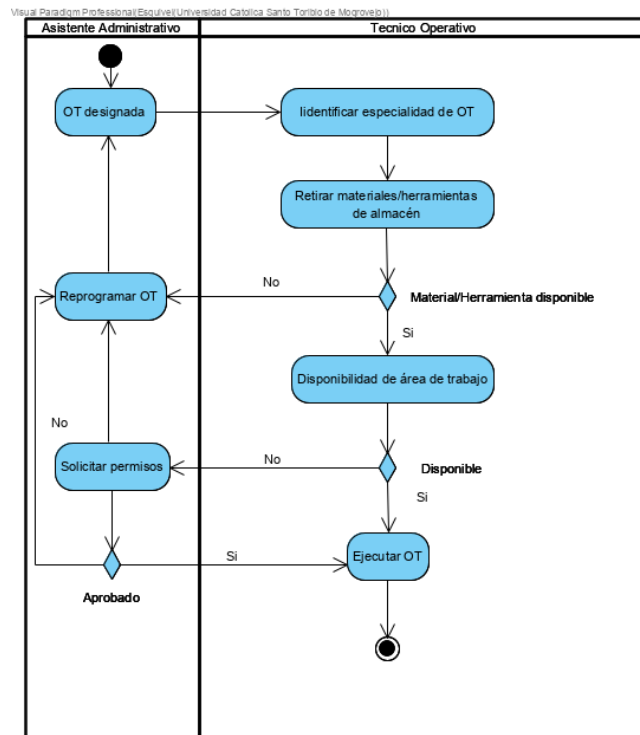 Visual Paradigm Professional(Esquivel(Universidad Catolica Santo Toribio de Mogrovejo))
Asistente Administrativo
Tecnico Operativo
OT designada
Iidentificar especialidad de OT
Retirar materiales/herramientas
de almacén
No
Reprogramar OT
Material/Herramienta disponible
Si
Disponibilidad de área de trabajo
No
No
Solicitar permisos
Disponible
Si
Si
Ejecutar OT
Aprobado